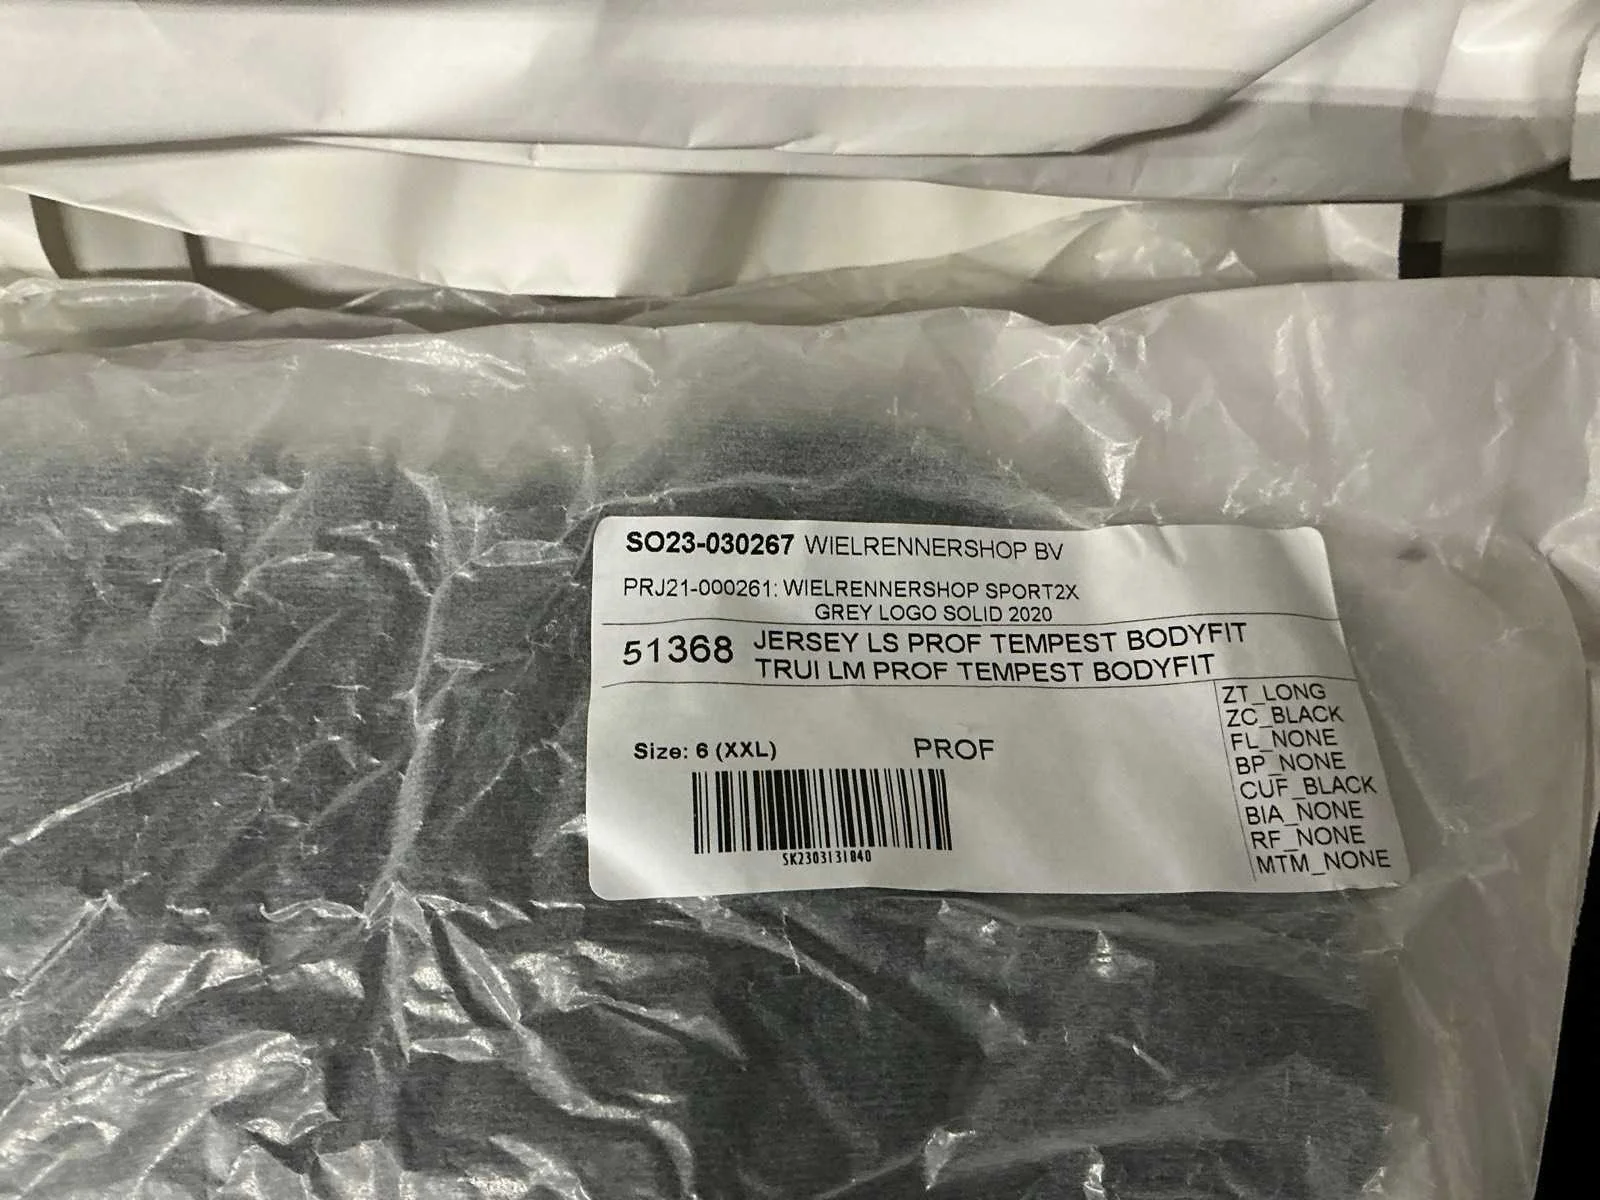 SO23-030267 WIELRENNERSHOP BV
PRJ21-000261: WIELRENNERSHOP SPORT2X
GREY LOGO SOLID 2020
51368 JERSEY LS PROF TEMPEST BODYFIT
TRUI LM PROF TEMPEST BODYFIT
Size: 6 (XXL) PROF
SK2303131840
ZT_LONG
ZC_BLACK
FL_NONE
BP_NONE
CUF_BLACK
BIA_NONE
RF_NONE
MTM_NONE